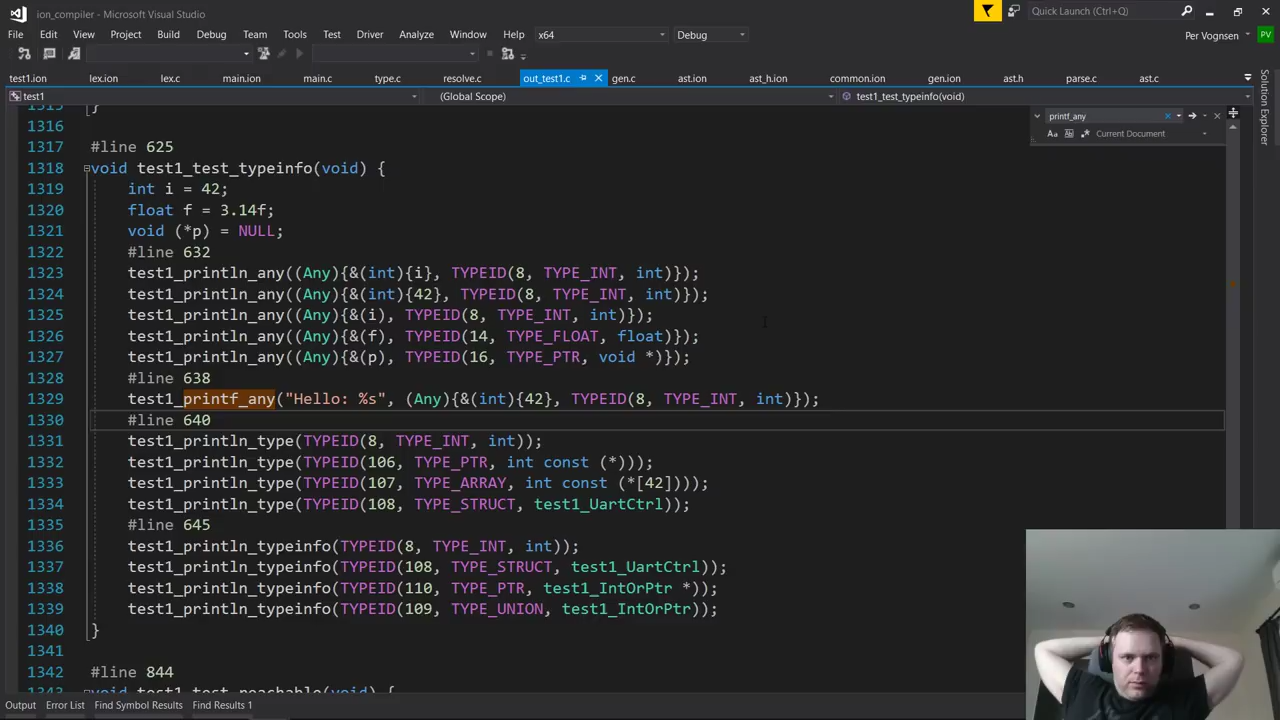 ion_compiler - Microsoft Visual Studio
Quick Launch (Ctrl+Q)
File Edit View Project Build Debug Team Tools Test Driver Analyze Window Help x64 Debug
Per Vognsen PV
test1.ion lex.ion lex.c main.ion main.c type.c resolve.c out_test1.c gen.c ast.ion ast_h.ion common.ion gen.ion ast.h parse.c ast.c
test1 (Global Scope) test1_test_typeinfo(void)
printf_any
Aa Current Document
Solution Explorer
1315 }
1316
1317 #line 625
1318 void test1_test_typeinfo(void) {
1319 int i = 42;
1320 float f = 3.14f;
1321 void (*p) = NULL;
1322 #line 632
1323 test1_println_any((Any){&(int){i}, TYPEID(8, TYPE_INT, int)});
1324 test1_println_any((Any){&(int){42}, TYPEID(8, TYPE_INT, int)});
1325 test1_println_any((Any){&(i), TYPEID(8, TYPE_INT, int)});
1326 test1_println_any((Any){&(f), TYPEID(14, TYPE_FLOAT, float)});
1327 test1_println_any((Any){&(p), TYPEID(16, TYPE_PTR, void *)});
1328 #line 638
1329 test1_printf_any("Hello: %s", (Any){&(int){42}, TYPEID(8, TYPE_INT, int)});
1330 #line 640
1331 test1_println_type(TYPEID(8, TYPE_INT, int));
1332 test1_println_type(TYPEID(106, TYPE_PTR, int const (*)));
1333 test1_println_type(TYPEID(107, TYPE_ARRAY, int const (*[42])));
1334 test1_println_type(TYPEID(108, TYPE_STRUCT, test1_UartCtrl));
1335 #line 645
1336 test1_println_typeinfo(TYPEID(8, TYPE_INT, int));
1337 test1_println_typeinfo(TYPEID(108, TYPE_STRUCT, test1_UartCtrl));
1338 test1_println_typeinfo(TYPEID(110, TYPE_PTR, test1_IntOrPtr *));
1339 test1_println_typeinfo(TYPEID(109, TYPE_UNION, test1_IntOrPtr));
1340 }
1341
1342 #line 844
1343 void test1_test_reachable(void) {
Output Error List Find Symbol Results Find Results 1